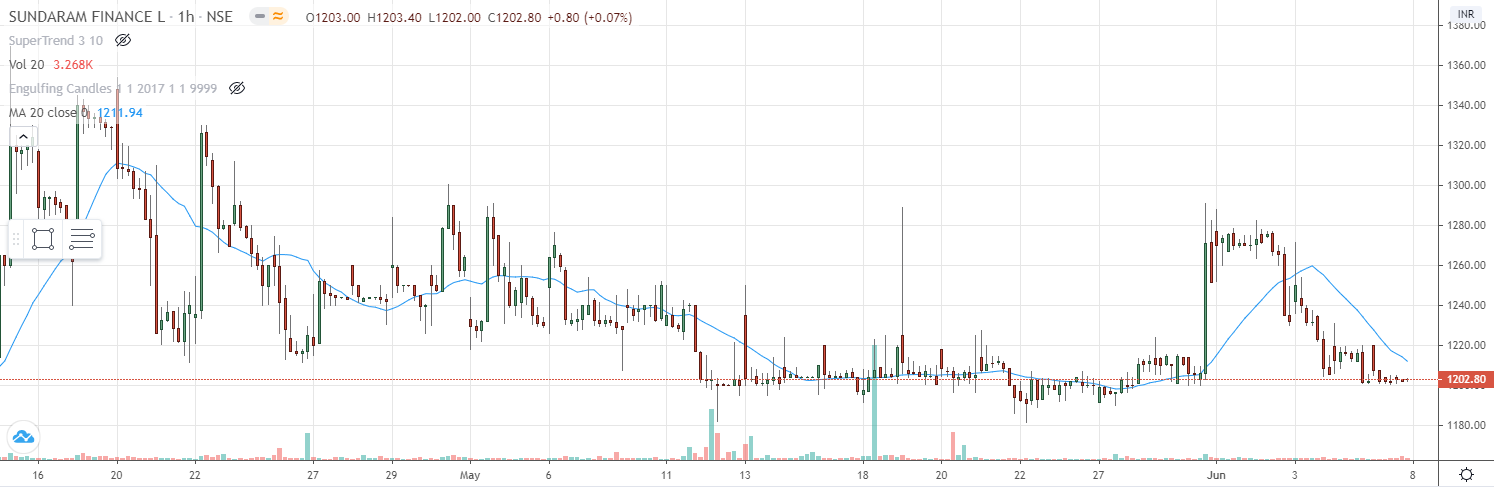 SUNDARAM FINANCE L · 1h · NSE O1203.00 H1203.40 L1202.00 C1202.80 +0.80 (+0.07%)
INR
SuperTrend 3 10
Vol 20 3.268K
Engulfing Candles 1 1 2017 1 1 9999
MA 20 close 0 1211.94
1380.00
1360.00
1340.00
1320.00
1300.00
1280.00
1260.00
1240.00
1220.00
1202.80
1180.00
16 20 22 27 29 May 6 11 13 18 20 22 27 Jun 3 8